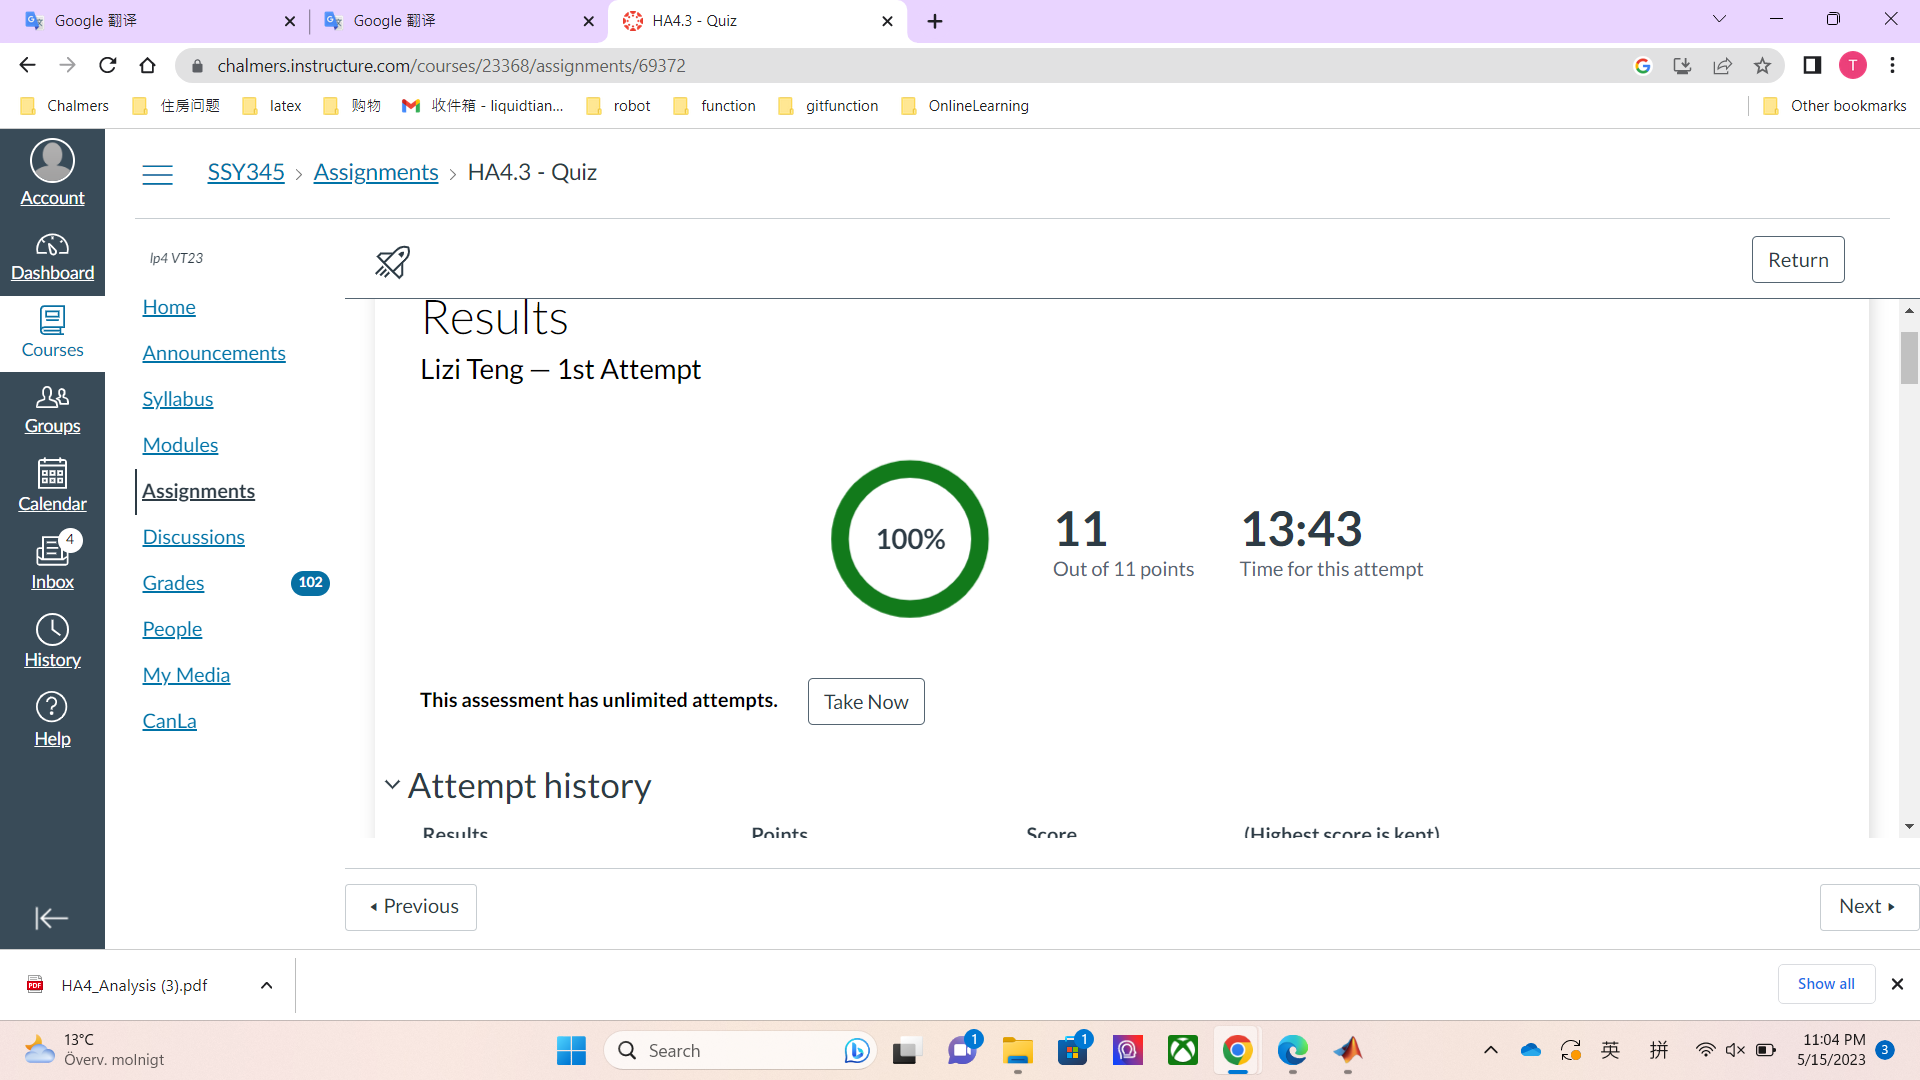 Google 翻译
Google 翻译
HA4.3 - Quiz
chalmers.instructure.com/courses/23368/assignments/69372
T
Chalmers
住房问题
latex
购物
收件箱 - liquidtian...
robot
function
gitfunction
OnlineLearning
Other bookmarks
Account
Dashboard
Courses
Groups
Calendar
4
Inbox
History
Help
SSY345 › Assignments › HA4.3 - Quiz
lp4 VT23
Home
Announcements
Syllabus
Modules
Assignments
Discussions
Grades
102
People
My Media
CanLa
Return
Results
Lizi Teng — 1st Attempt
100%
11
Out of 11 points
13:43
Time for this attempt
This assessment has unlimited attempts.
Take Now
Attempt history
Results
Points
Score
(Highest score is kept)
Previous
Next
PDF
HA4_Analysis (3).pdf
Show all
13°C
Överv. molnigt
Search
1
1
英
拼
11:04 PM
5/15/2023
3